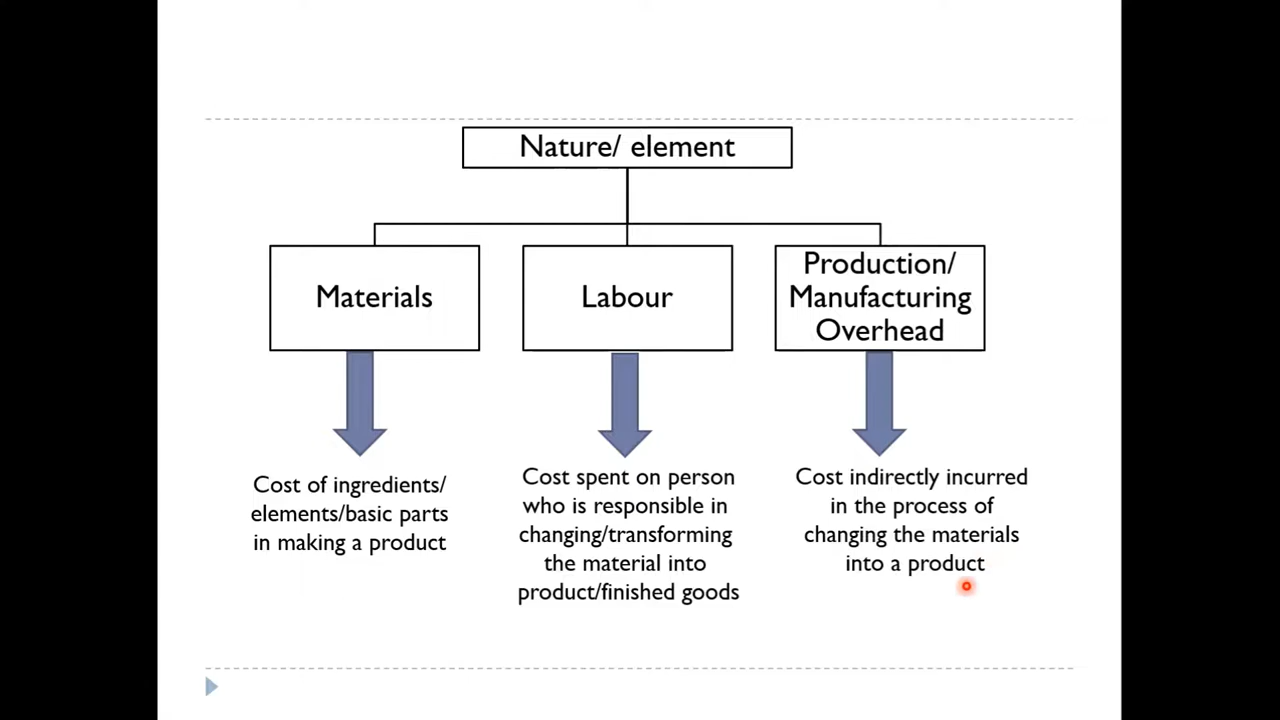 Nature/ element
Materials
Labour
Production/
Manufacturing
Overhead
Cost of ingredients/
elements/basic parts
in making a product
Cost spent on person
who is responsible in
changing/transforming
the material into
product/finished goods
Cost indirectly incurred
in the process of
changing the materials
into a product